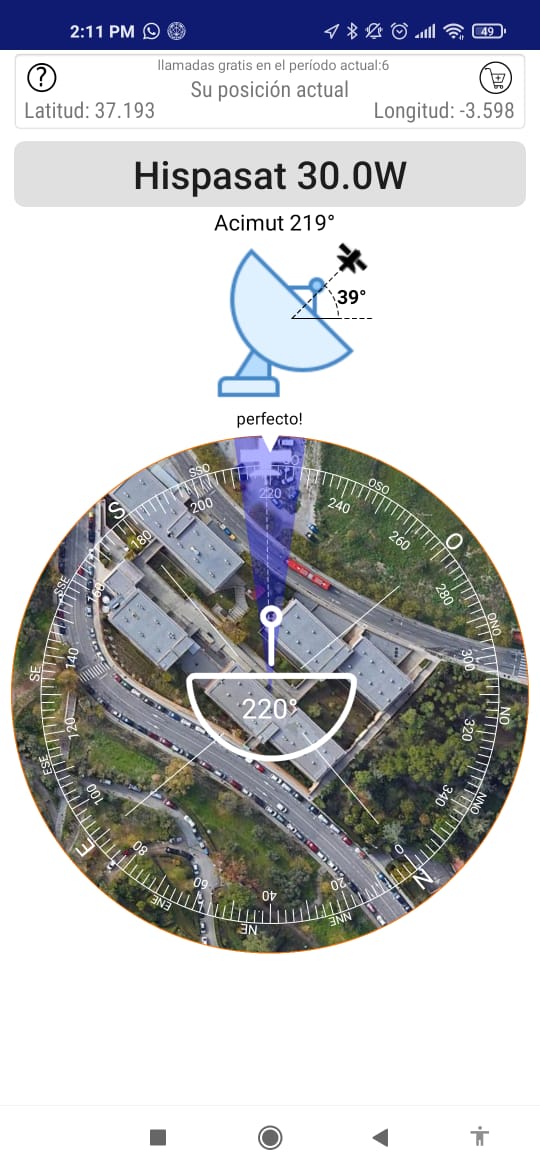 2:11 PM
49
llamadas gratis en el período actual:6
?
Su posición actual
Latitud: 37.193
Longitud: -3.598
Hispasat 30.0W
Acimut 219°
39°
perfecto!
SSO
OSO
220
200
240
S
180
260
O
SSE
160
280
ONO
SE
140
300
220°
NO
120
320
ESE
100
340
NNO
E
80
0
N
60
20
ENE
40
NNE
NE